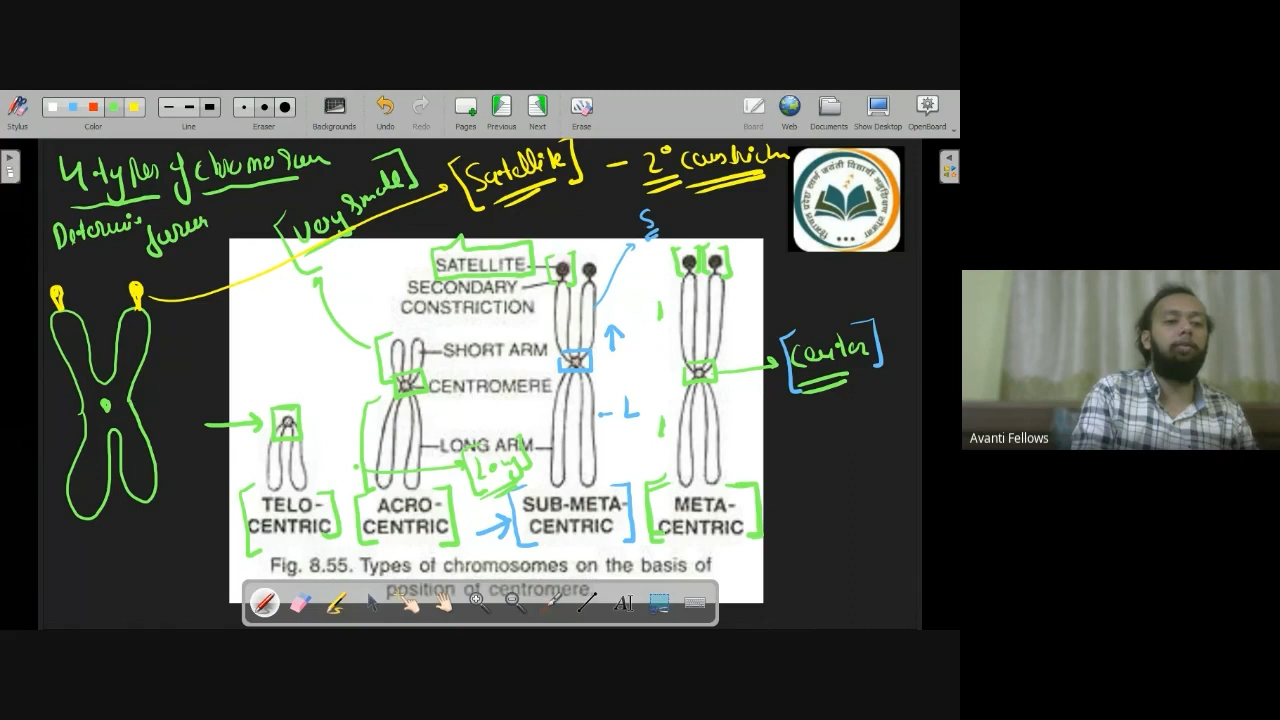 Stylus
Color
Line
Eraser
Backgrounds
Undo
Redo
Pages
Previous
Next
Erase
Board
Web
Documents
Show Desktop
OpenBoard
4 types of
[Very small]
[Satellite] - 2°
S
SATELLITE
SECONDARY
CONSTRICTION
SHORT ARM
CENTROMERE
[Center]
L
LONG ARM
[Long]
TELO-
CENTRIC
ACRO-
CENTRIC
SUB-META-
CENTRIC
META-
CENTRIC
Fig. 8.55. Types of chromosomes on the basis of
position of centromere.
AI
Avanti Fellows